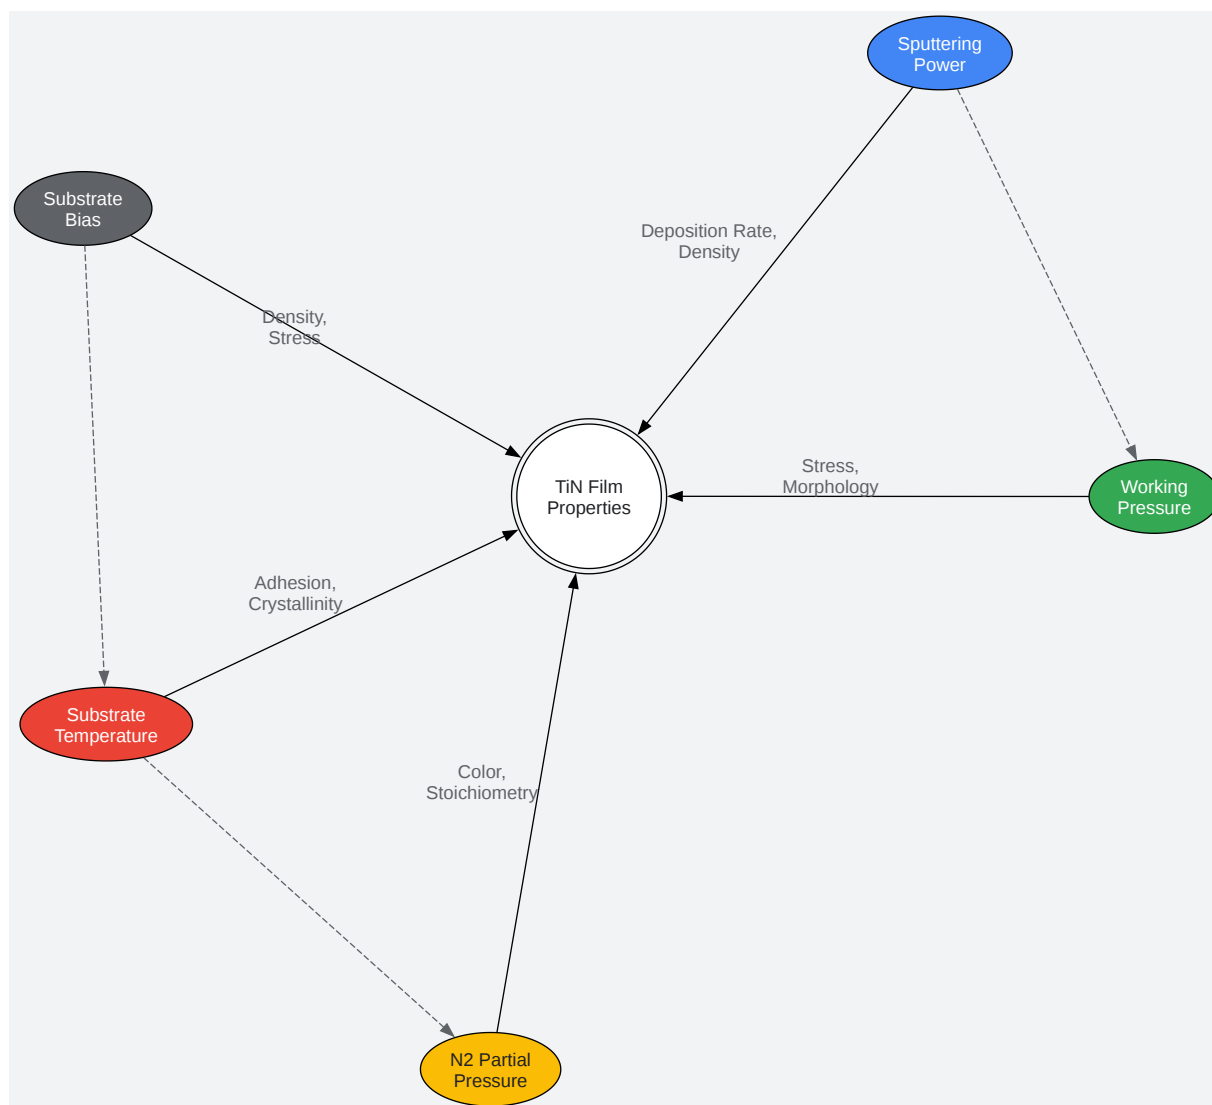 Sputtering
Power
Substrate
Bias
Deposition Rate,
Density
Density,
Stress
Stress,
Morphology
TiN Film
Properties
Working
Pressure
Adhesion,
Crystallinity
Substrate
Temperature
Color,
Stoichiometry
N2 Partial
Pressure